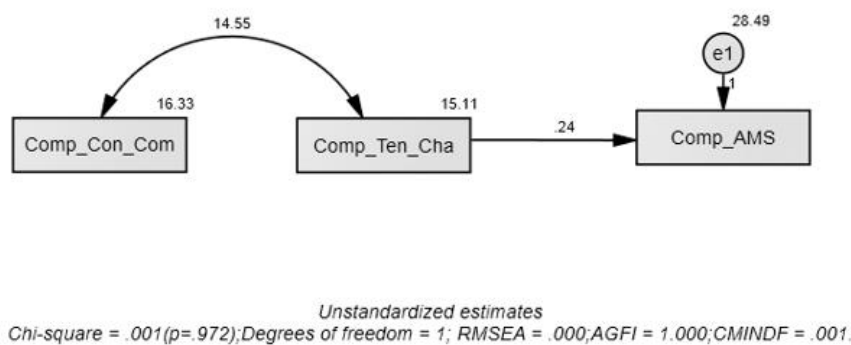 14.55
28.49
e1
1
16.33
15.11
Comp_Con_Com
Comp_Ten_Cha
.24
Comp_AMS
Unstandardized estimates
Chi-square = .001(p=.972);Degrees of freedom = 1; RMSEA = .000;AGFI = 1.000;CMINDF = .001.